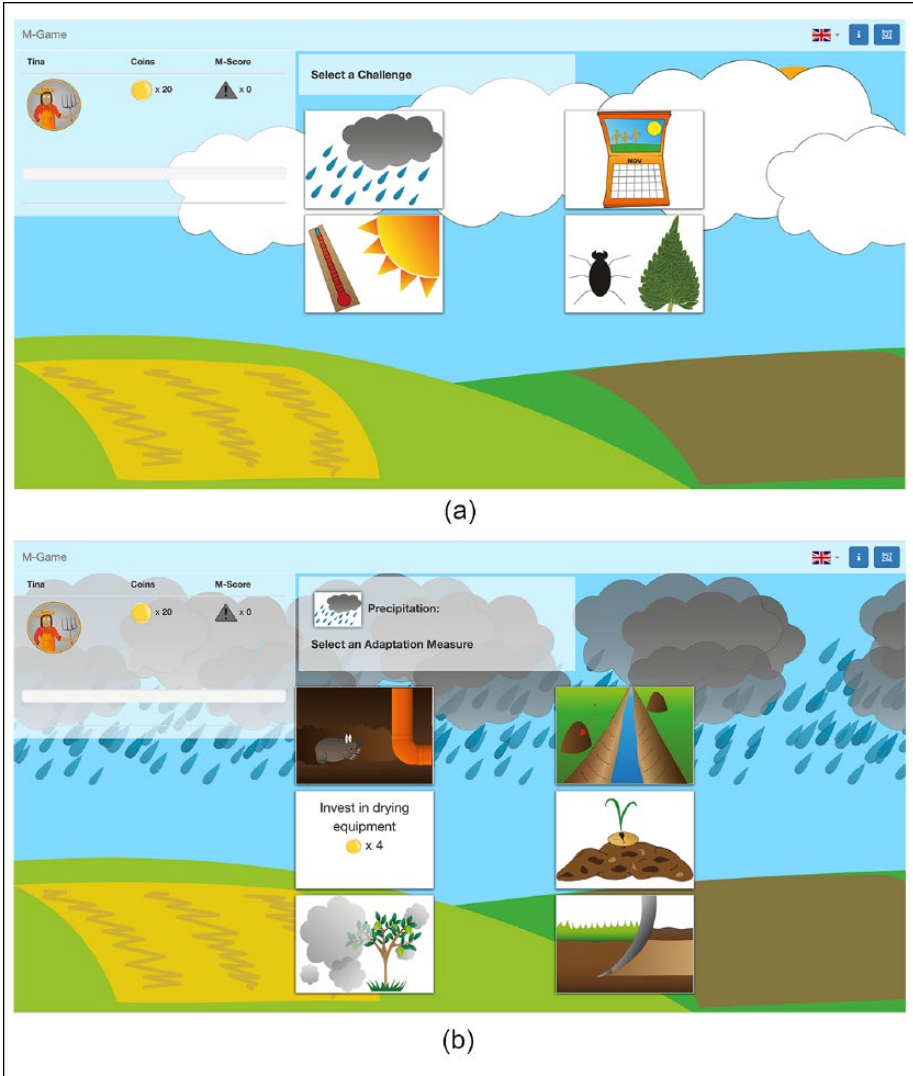 M-Game
i
Tina Coins M-Score
x 20 x 0
Select a Challenge
NOV
(a)
M-Game
i
Tina Coins M-Score
x 20 x 0
Precipitation:
Select an Adaptation Measure
Invest in drying
equipment
x 4
(b)